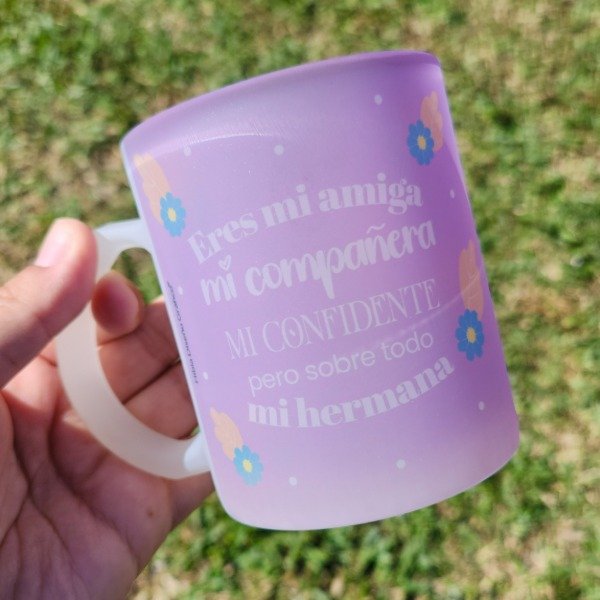 Eres mi amiga
mi compañera
MI CONFIDENTE
pero sobre todo
mi hermana